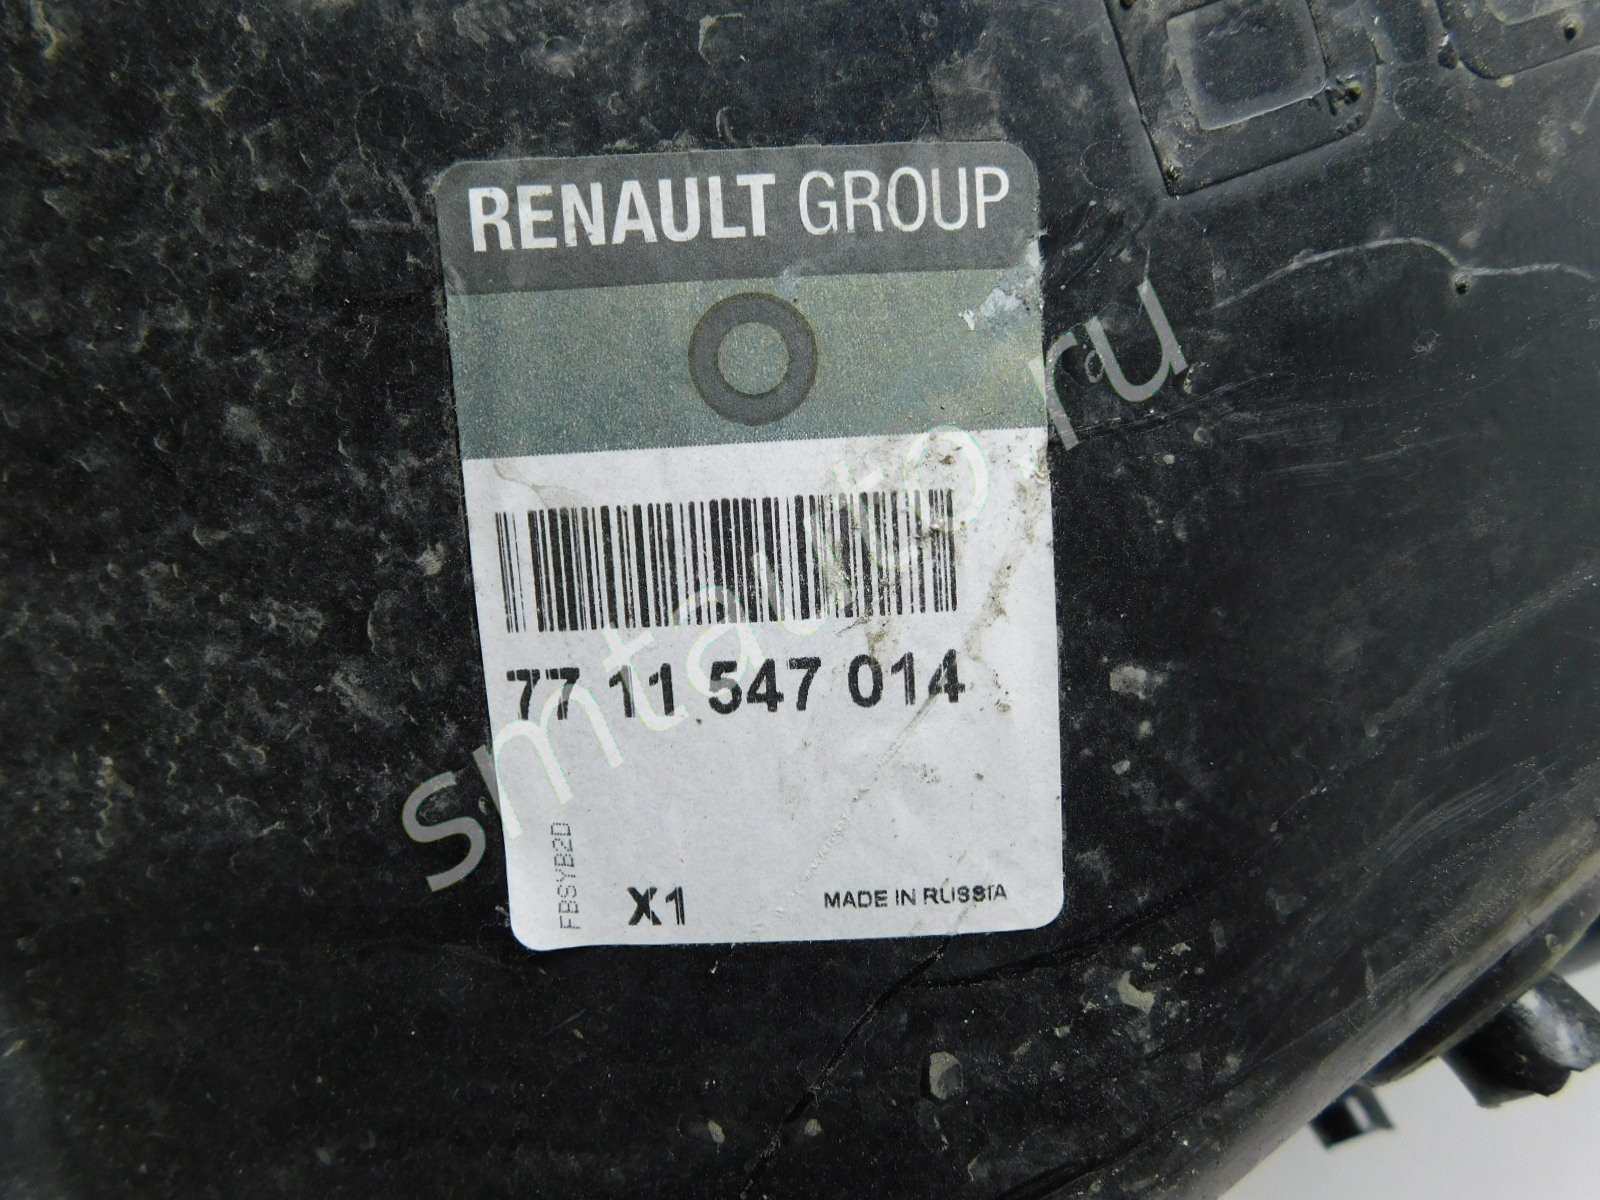 RENAULT GROUP
77 11 547 014
FBSYB2D
X1
MADE IN RUSSIA
smtauto.ru